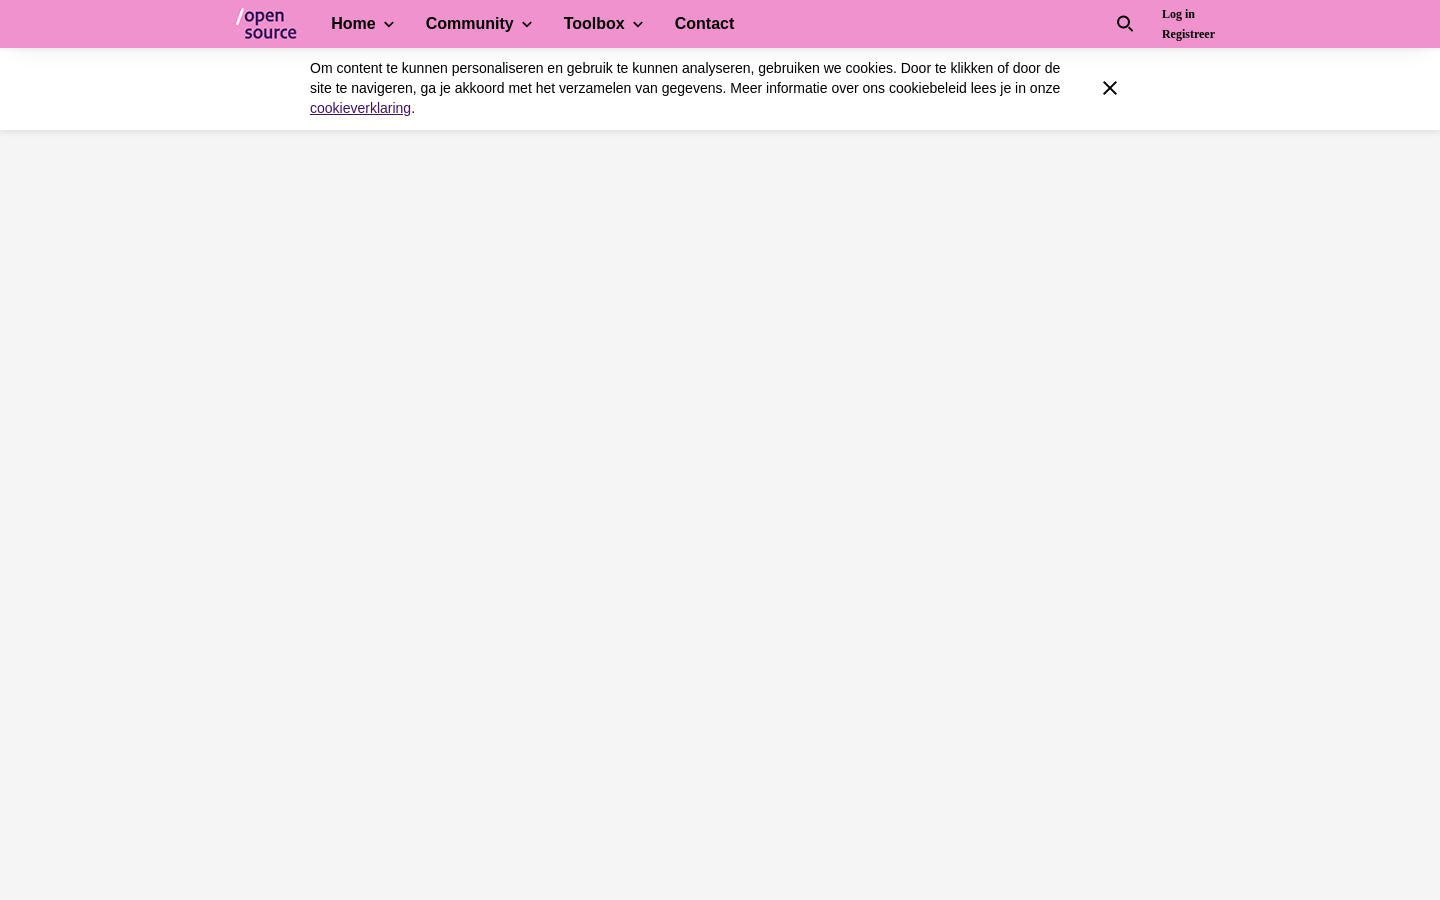 /open
source
Home
Community
Toolbox
Contact
Log in
Registreer
Om content te kunnen personaliseren en gebruik te kunnen analyseren, gebruiken we cookies. Door te klikken of door de
site te navigeren, ga je akkoord met het verzamelen van gegevens. Meer informatie over ons cookiebeleid lees je in onze
cookieverklaring.